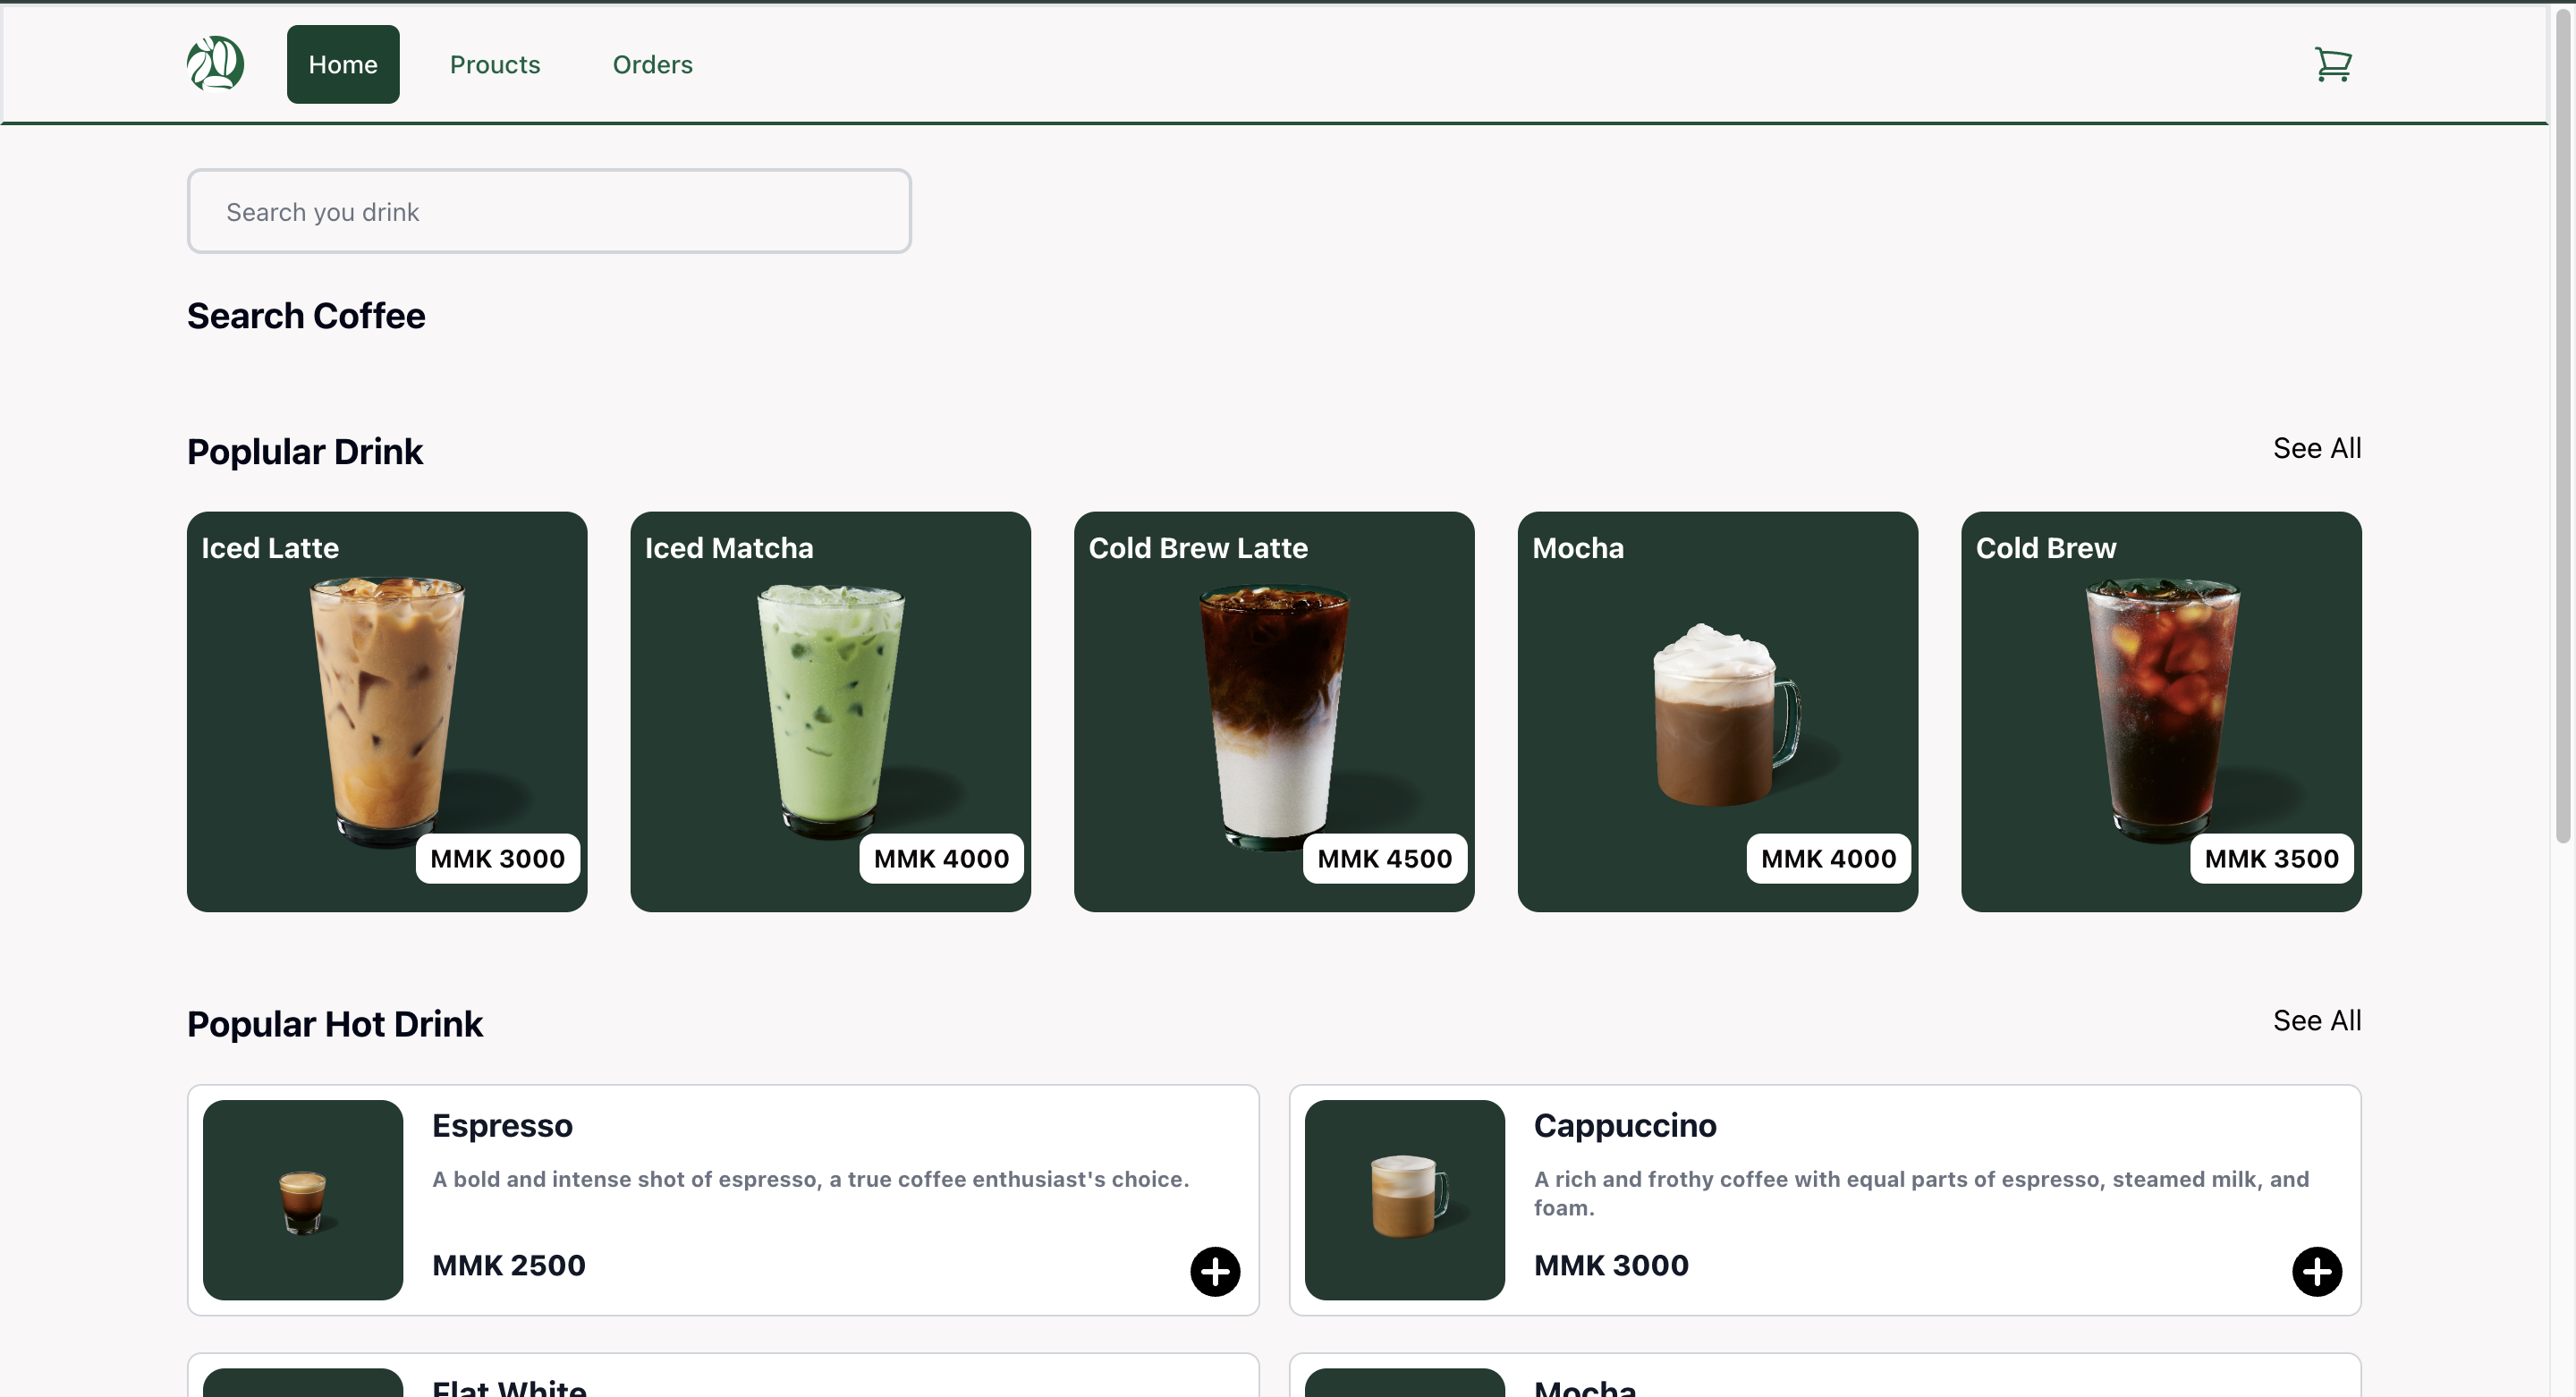 Home
Proucts
Orders
Search you drink
Search Coffee
Poplular Drink
See All
Iced Latte
Iced Matcha
Cold Brew Latte
Mocha
Cold Brew
MMK 3000
MMK 4000
MMK 4500
MMK 4000
MMK 3500
Popular Hot Drink
See All
Espresso
A bold and intense shot of espresso, a true coffee enthusiast's choice.
MMK 2500
Cappuccino
A rich and frothy coffee with equal parts of espresso, steamed milk, and
foam.
MMK 3000
Flat White
Mocha